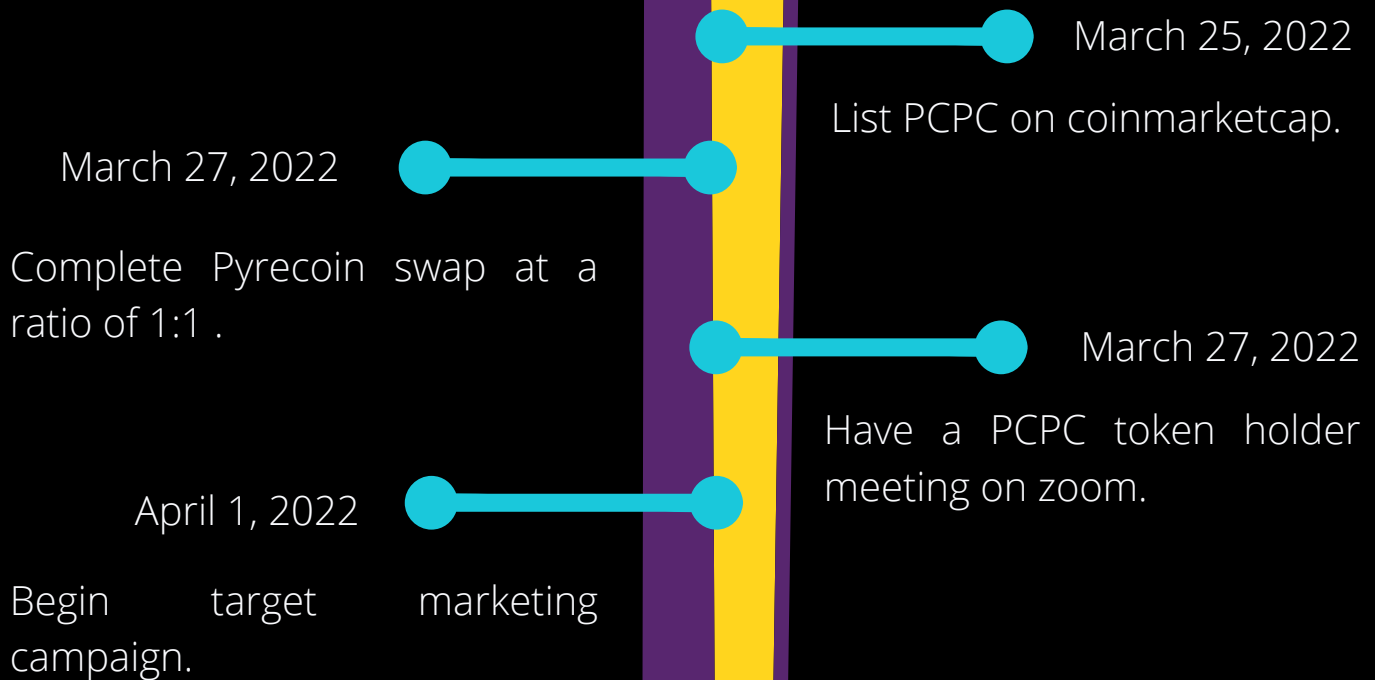 March 25, 2022
List PCPC on coinmarketcap.
March 27, 2022
Complete Pyrecoin swap at a
ratio of 1:1 .
March 27, 2022
Have a PCPC token holder
meeting on zoom.
April 1, 2022
Begin target marketing
campaign.